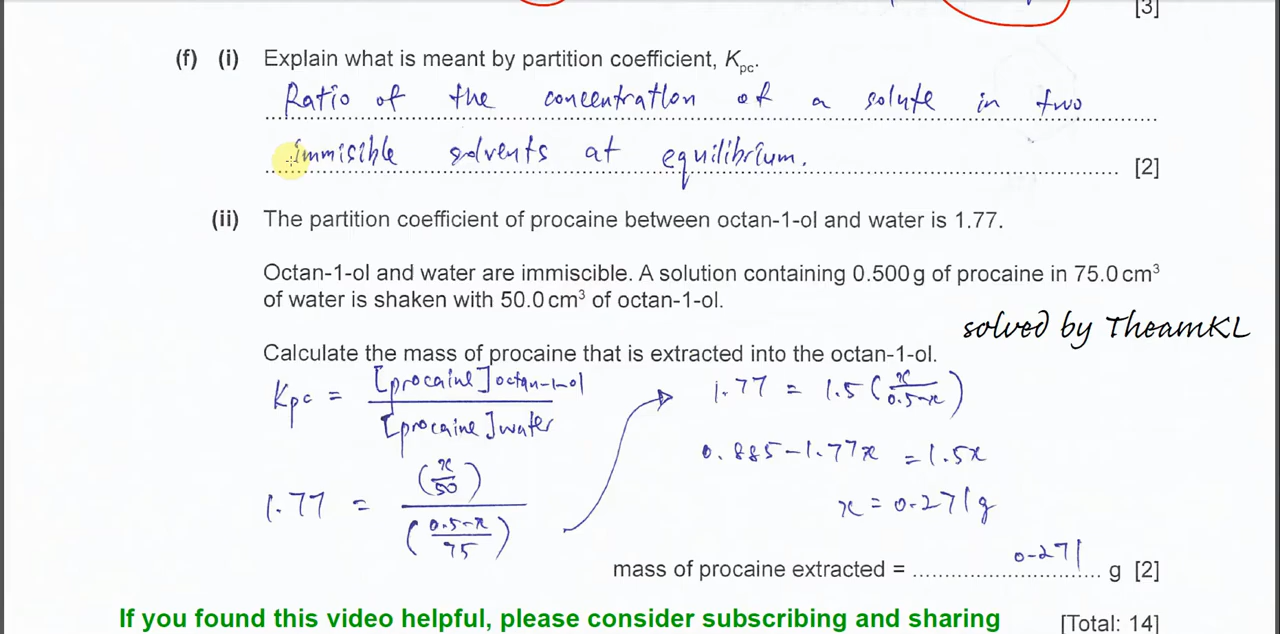 [3]
(f) (i) Explain what is meant by partition coefficient, Kpc.
Ratio of the concentration of a solute in two
immiscible solvents at equilibrium.
[2]
(ii) The partition coefficient of procaine between octan-1-ol and water is 1.77.
Octan-1-ol and water are immiscible. A solution containing 0.500 g of procaine in 75.0 cm³
of water is shaken with 50.0 cm³ of octan-1-ol.
solved by TheamKL
Calculate the mass of procaine that is extracted into the octan-1-ol.
Kpc = [procaine]octan-1-ol / [procaine]water
1.77 = (x/50) / (0.5-x/75)
1.77 = 1.5 (x/0.5-x)
0.885-1.77x = 1.5x
x = 0.271g
mass of procaine extracted = 0.271 g [2]
If you found this video helpful, please consider subscribing and sharing
[Total: 14]